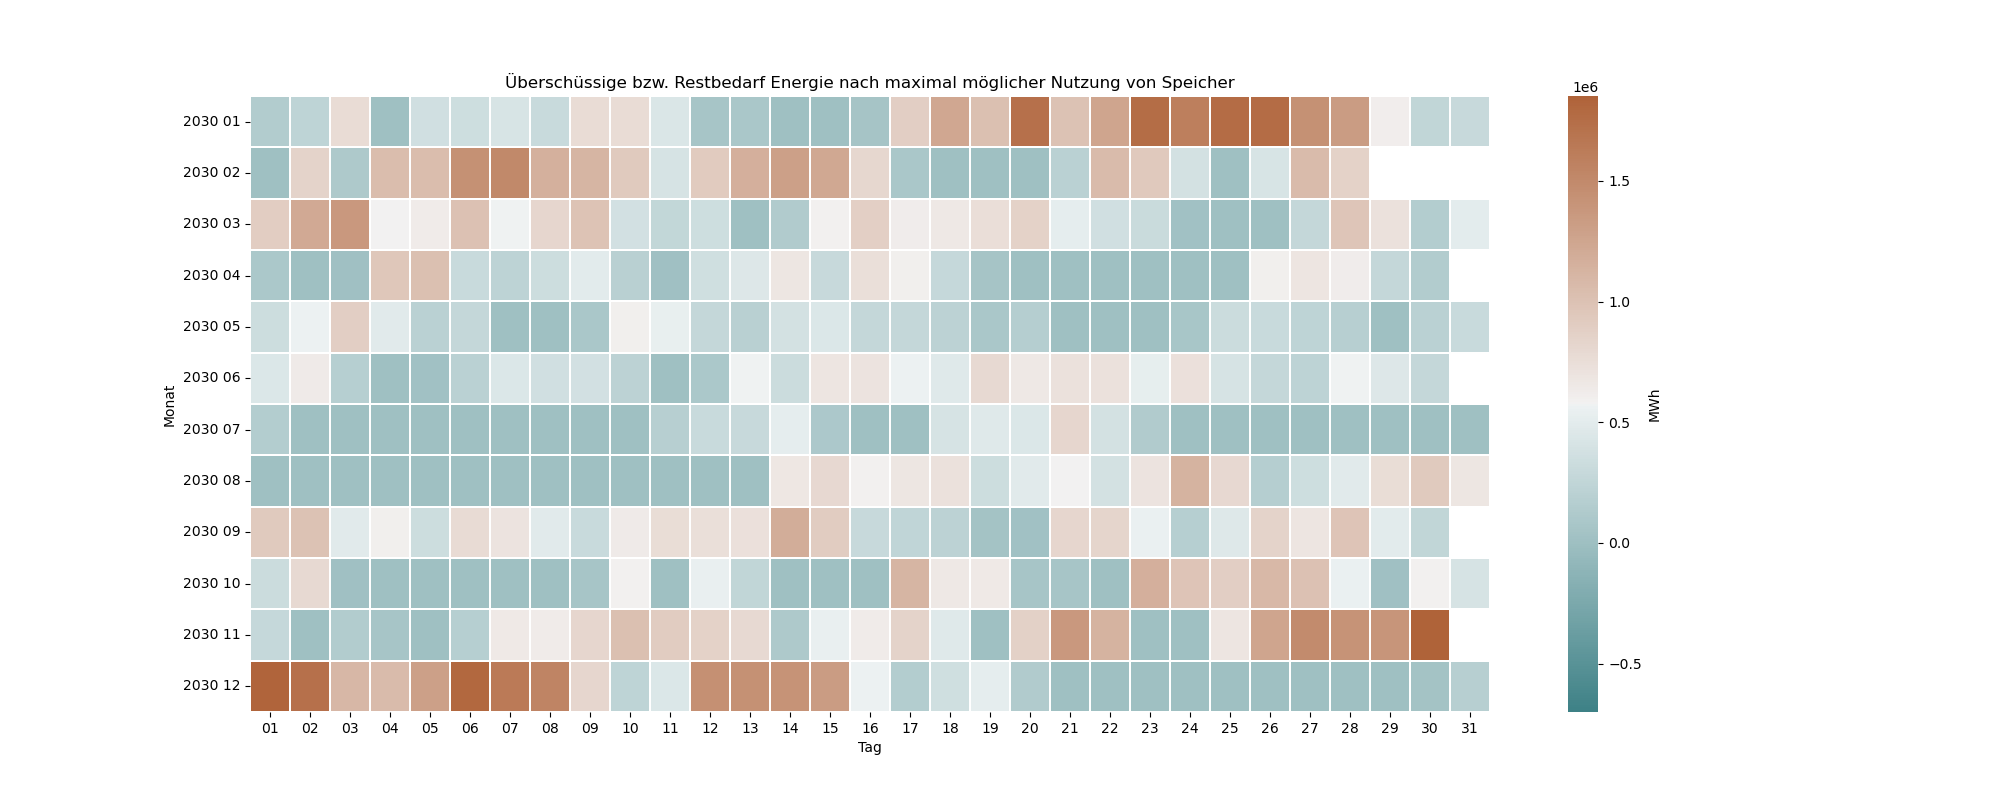 Überschüssige bzw. Restbedarf Energie nach maximal möglicher Nutzung von Speicher
1e6
2030 01
2030 02
1.5
2030 03
2030 04
1.0
2030 05
2030 06
Monat
MWh
2030 07
0.5
2030 08
2030 09
0.0
2030 10
2030 11
−0.5
2030 12
01 02 03 04 05 06 07 08 09 10 11 12 13 14 15 16 17 18 19 20 21 22 23 24 25 26 27 28 29 30 31
Tag